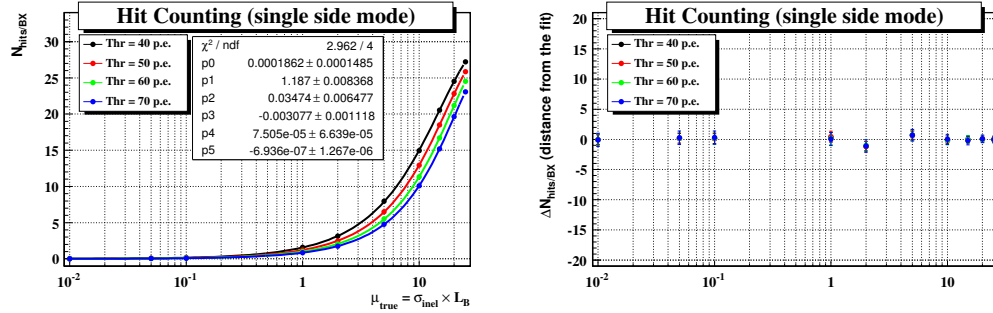 Hit Counting (single side mode)
N_hits/BX
Thr = 40 p.e.
Thr = 50 p.e.
Thr = 60 p.e.
Thr = 70 p.e.
χ² / ndf 2.962 / 4
p0 0.0001862 ± 0.0001485
p1 1.187 ± 0.008368
p2 0.03474 ± 0.006477
p3 -0.003077 ± 0.001118
p4 7.505e-05 ± 6.639e-05
p5 -6.936e-07 ± 1.267e-06
30
25
20
15
10
5
0
10⁻² 10⁻¹ 1 10
μ_true = σ_inel × L_B
Hit Counting (single side mode)
ΔN_hits/BX (distance from the fit)
Thr = 40 p.e.
Thr = 50 p.e.
Thr = 60 p.e.
Thr = 70 p.e.
20
15
10
5
0
-5
-10
-15
-20
10⁻² 10⁻¹ 1 10